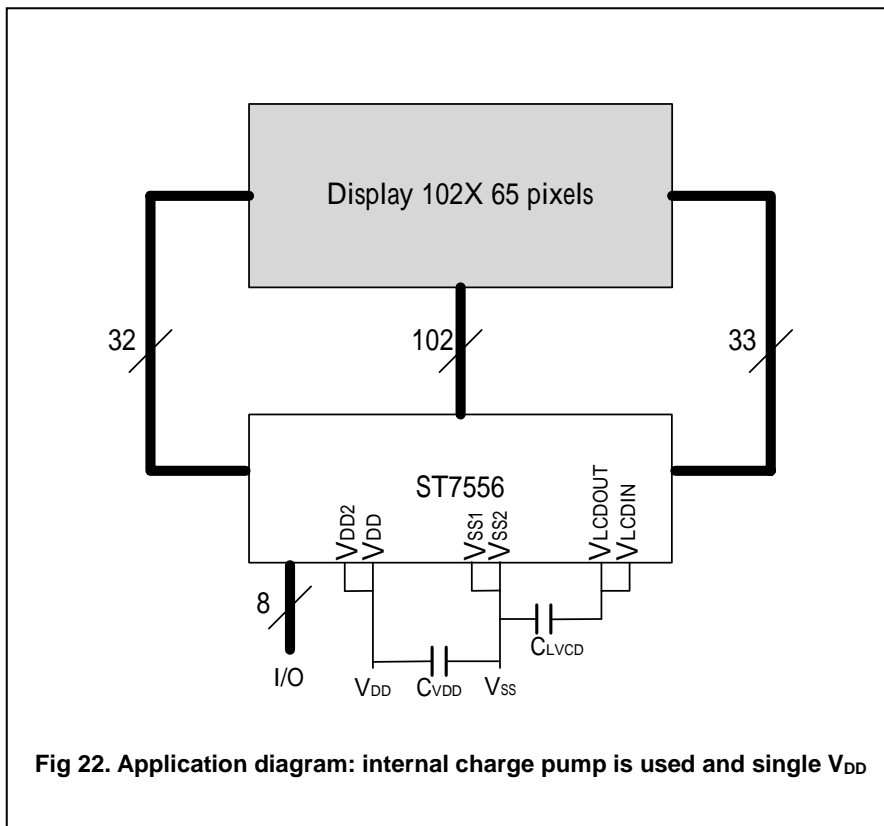 Display 102X 65 pixels
32
102
33
ST7556
VDD2
VDD
VSS1
VSS2
VLCDOUT
VLCDIN
8
I/O
VDD
CVDD
VSS
CLVCD
Fig 22. Application diagram: internal charge pump is used and single VDD